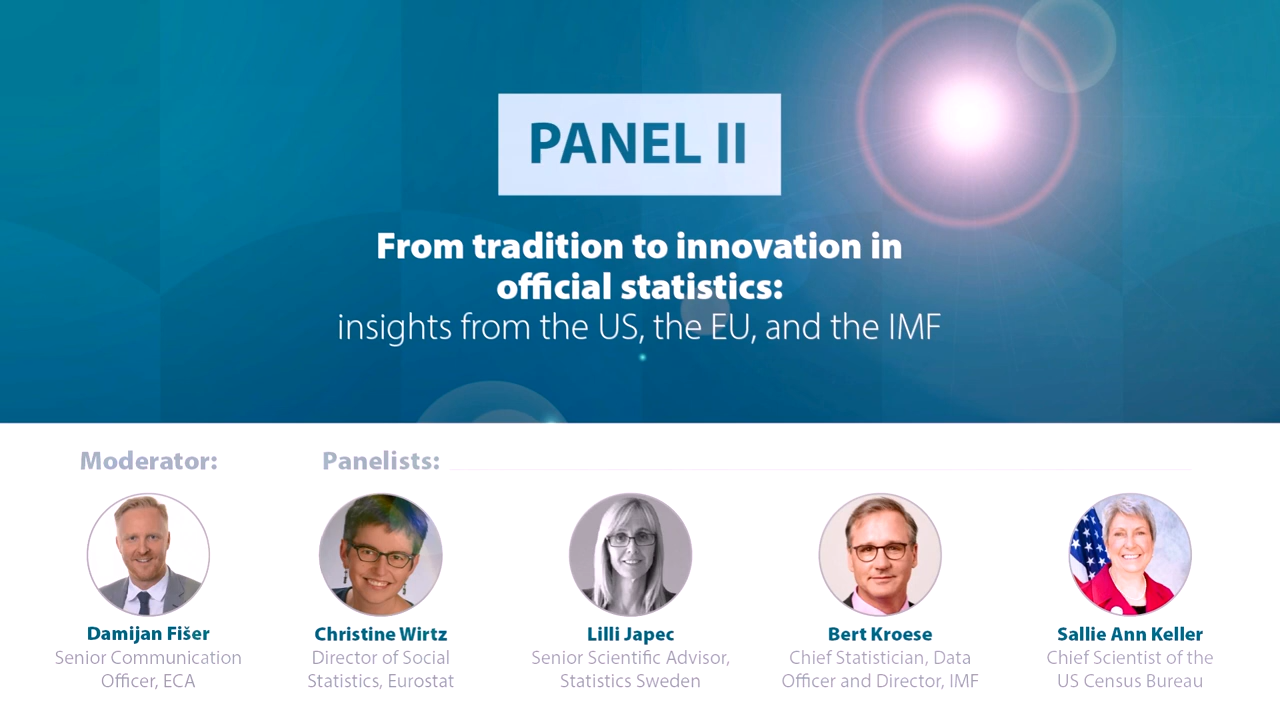 PANEL II
From tradition to innovation in
official statistics:
insights from the US, the EU, and the IMF
Moderator:
Panelists:
Damijan Fišer
Senior Communication
Officer, ECA
Christine Wirtz
Director of Social
Statistics, Eurostat
Lilli Japec
Senior Scientific Advisor,
Statistics Sweden
Bert Kroese
Chief Statistician, Data
Officer and Director, IMF
Sallie Ann Keller
Chief Scientist of the
US Census Bureau